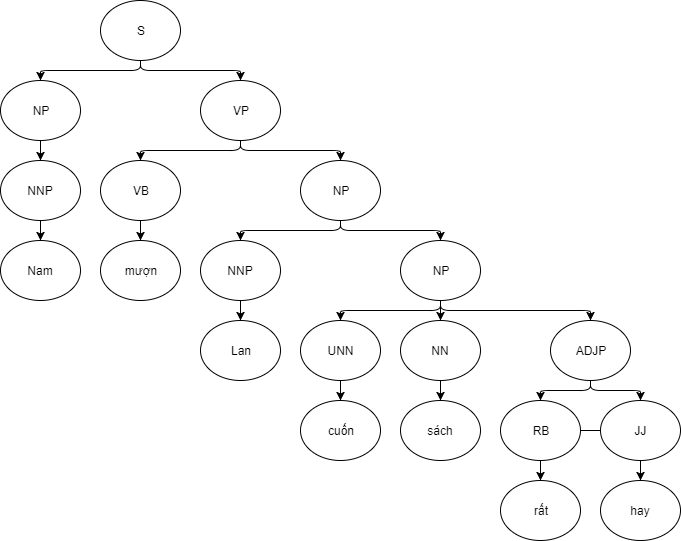 S
NP VP
NNP VB NP
Nam mượn NNP NP
Lan UNN NN ADJP
cuốn sách RB JJ
rất hay